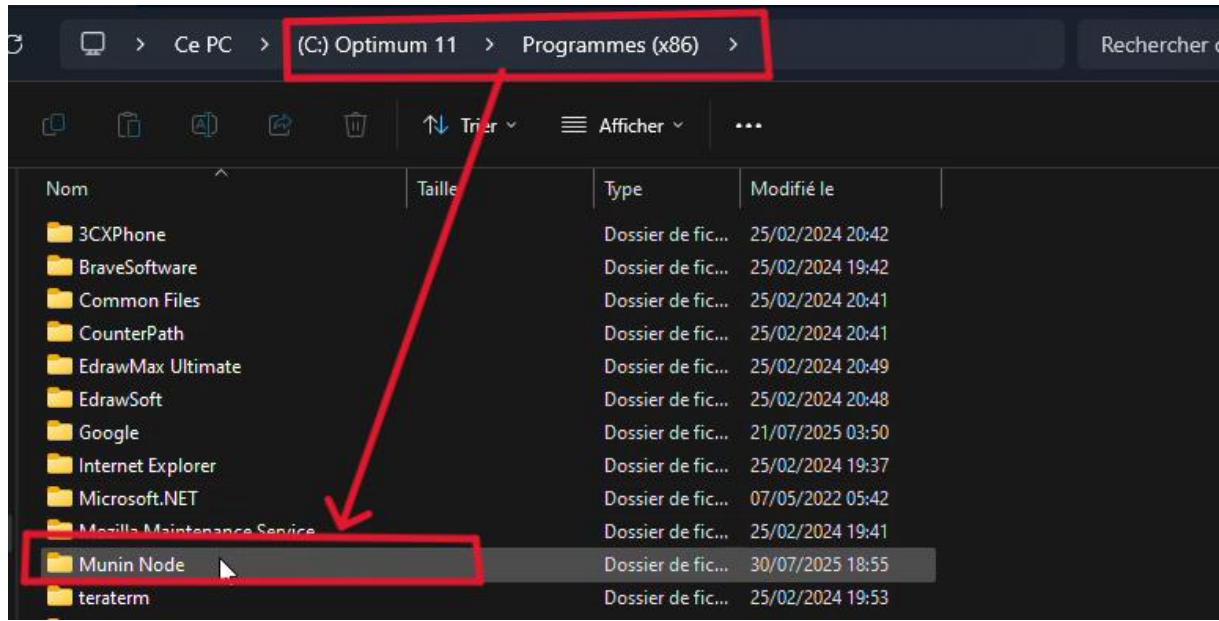 Ce PC > (C:) Optimum 11 > Programmes (x86) > Rechercher
Trier Afficher ...
Nom Taille Type Modifié le
3CXPhone Dossier de fic... 25/02/2024 20:42
BraveSoftware Dossier de fic... 25/02/2024 19:42
Common Files Dossier de fic... 25/02/2024 20:41
CounterPath Dossier de fic... 25/02/2024 20:41
EdrawMax Ultimate Dossier de fic... 25/02/2024 20:49
EdrawSoft Dossier de fic... 25/02/2024 20:48
Google Dossier de fic... 21/07/2025 03:50
Internet Explorer Dossier de fic... 25/02/2024 19:37
Microsoft.NET Dossier de fic... 07/05/2022 05:42
Mozilla Maintenance Service Dossier de fic... 25/02/2024 19:41
Munin Node Dossier de fic... 30/07/2025 18:55
teraterm Dossier de fic... 25/02/2024 19:53